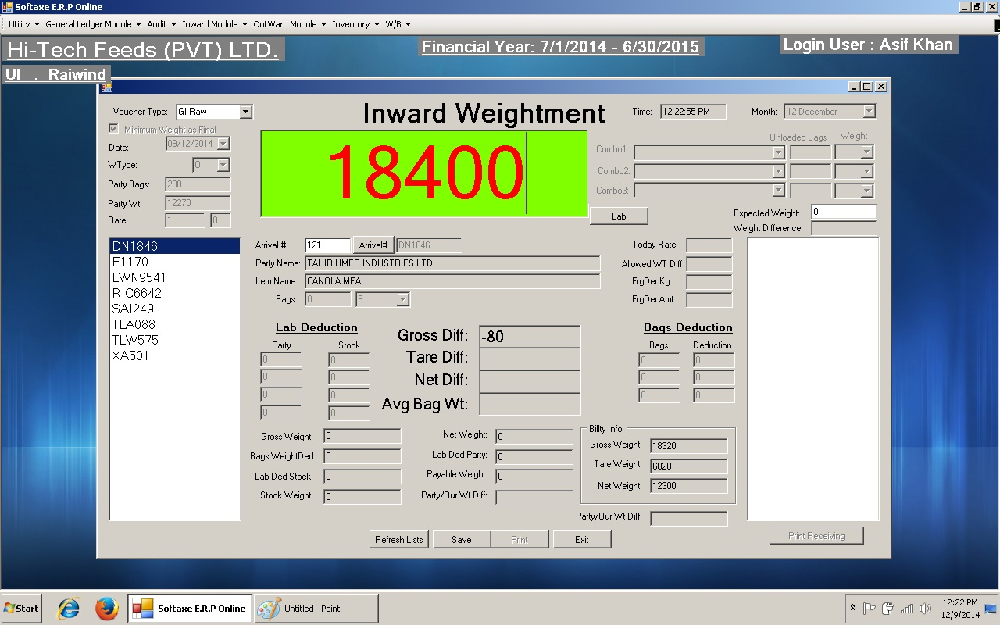 Softaxe E.R.P Online
Utility General Ledger Module Audit Inward Module OutWard Module Inventory W/B
Hi-Tech Feeds (PVT) LTD.
Financial Year: 7/1/2014 - 6/30/2015
Login User : Asif Khan
UI . Raiwind
Voucher Type: GI-Raw
Inward Weightment
Time: 12:22:55 PM
Month: 12 December
Minimum Weight as Final
Date: 09/12/2014
WType: 0
Party Bags: 200
Party Wt: 12270
Rate: 1 0
18400
Unloaded Bags Weight
Combo1:
Combo2:
Combo3:
Lab
Expected Weight: 0
Weight Difference:
DN1846
E1170
LWN9541
RIC6642
SAI249
TLA088
TLW575
XA501
Arrival #: 121 Arrival# DN1846
Party Name: TAHIR UMER INDUSTRIES LTD
Item Name: CANOLA MEAL
Bags: 0 S
Today Rate:
Allowed WT Diff
FrgDedKg:
FrgDedAmt:
Lab Deduction
Party Stock
0 0
0 0
0 0
0 0
Gross Diff: -80
Tare Diff:
Net Diff:
Avg Bag Wt:
Bags Deduction
Bags Deduction
0 0
0 0
0 0
Gross Weight: 0
Bags WeightDed: 0
Lab Ded Stock: 0
Stock Weight: 0
Net Weight: 0
Lab Ded Party: 0
Payable Weight: 0
Party/Our Wt Diff:
Billty Info:
Gross Weight: 18320
Tare Weight: 6020
Net Weight: 12300
Party/Our Wt Diff:
Refresh Lists Save Print Exit
Print Receiving
Start Softaxe E.R.P Online Untitled - Paint
12:22 PM
12/9/2014